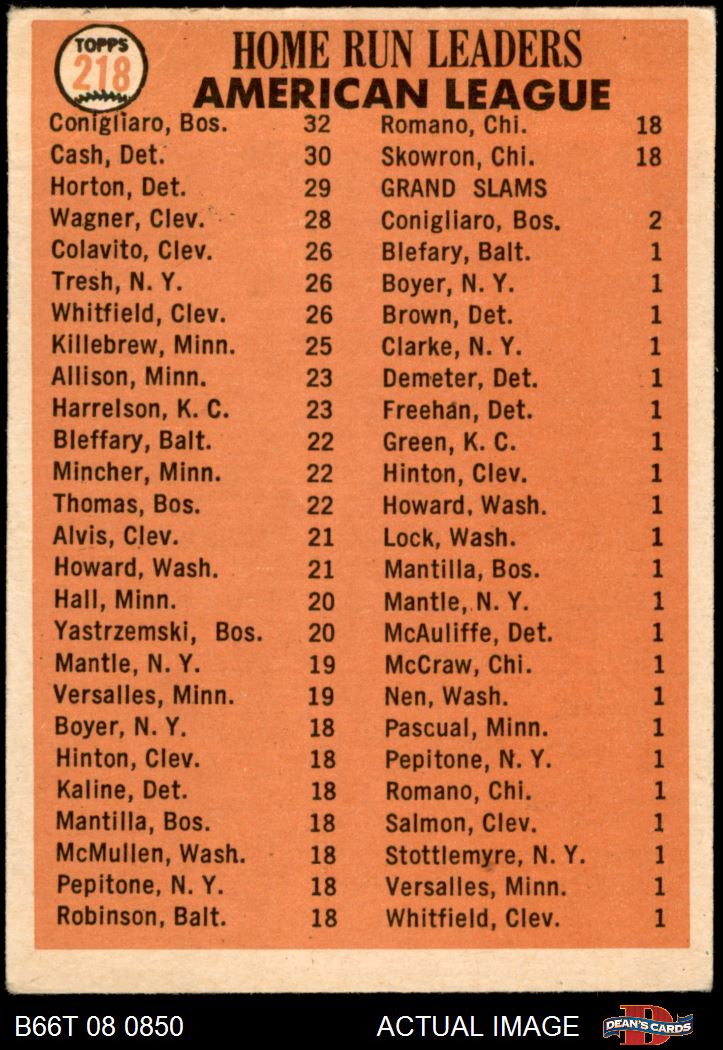 TOPPS
218
HOME RUN LEADERS
AMERICAN LEAGUE
Conigliaro, Bos. 32
Cash, Det. 30
Horton, Det. 29
Wagner, Clev. 28
Colavito, Clev. 26
Tresh, N. Y. 26
Whitfield, Clev. 26
Killebrew, Minn. 25
Allison, Minn. 23
Harrelson, K. C. 23
Bleffary, Balt. 22
Mincher, Minn. 22
Thomas, Bos. 22
Alvis, Clev. 21
Howard, Wash. 21
Hall, Minn. 20
Yastrzemski, Bos. 20
Mantle, N. Y. 19
Versalles, Minn. 19
Boyer, N. Y. 18
Hinton, Clev. 18
Kaline, Det. 18
Mantilla, Bos. 18
McMullen, Wash. 18
Pepitone, N. Y. 18
Robinson, Balt. 18
Romano, Chi. 18
Skowron, Chi. 18
GRAND SLAMS
Conigliaro, Bos. 2
Blefary, Balt. 1
Boyer, N. Y. 1
Brown, Det. 1
Clarke, N. Y. 1
Demeter, Det. 1
Freehan, Det. 1
Green, K. C. 1
Hinton, Clev. 1
Howard, Wash. 1
Lock, Wash. 1
Mantilla, Bos. 1
Mantle, N. Y. 1
McAuliffe, Det. 1
McCraw, Chi. 1
Nen, Wash. 1
Pascual, Minn. 1
Pepitone, N. Y. 1
Romano, Chi. 1
Salmon, Clev. 1
Stottlemyre, N. Y. 1
Versalles, Minn. 1
Whitfield, Clev. 1
B66T 08 0850
ACTUAL IMAGE
D
DEAN'S CARDS